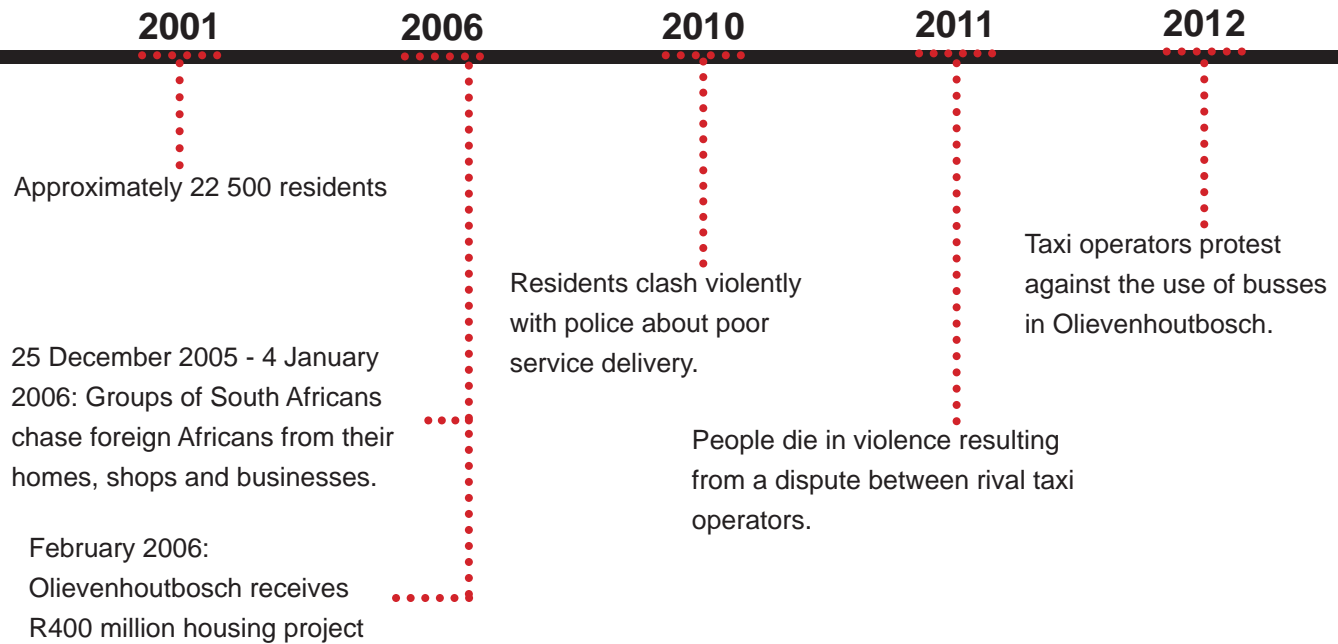 2001
2006
2010
2011
2012
Approximately 22 500 residents
25 December 2005 - 4 January
2006: Groups of South Africans
chase foreign Africans from their
homes, shops and businesses.
February 2006:
Olievenhoutbosch receives
R400 million housing project
Residents clash violently
with police about poor
service delivery.
People die in violence resulting
from a dispute between rival taxi
operators.
Taxi operators protest
against the use of busses
in Olievenhoutbosch.